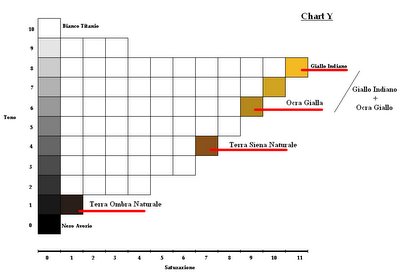 Chart Y
10
Bianco Titanio
9
8
Giallo Indiano
7
Giallo Indiano
+
Ocra Giallo
6
Ocra Gialla
Tono
5
4
Terra Siena Naturale
3
2
1
Terra Ombra Naturale
0
Nero Avorio
0 1 2 3 4 5 6 7 8 9 10 11
Saturazione